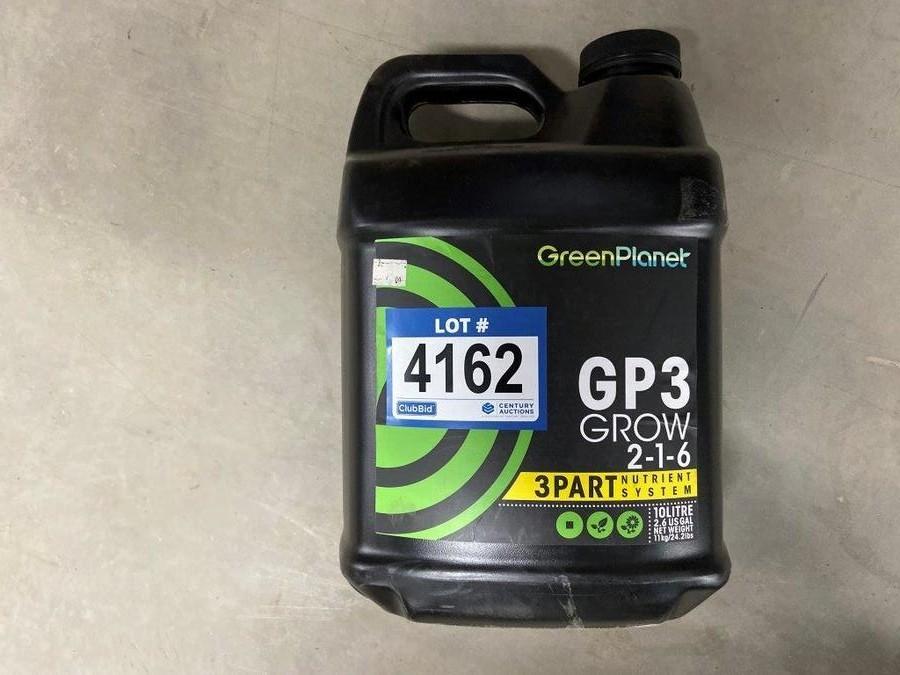 GreenPlanet
LOT #
4162
ClubBid
CENTURY
AUCTIONS
GP3
GROW
2-1-6
3PART NUTRIENT
SYSTEM
10LITRE
2.6 US GAL
NET WEIGHT
11kg/24.2lbs